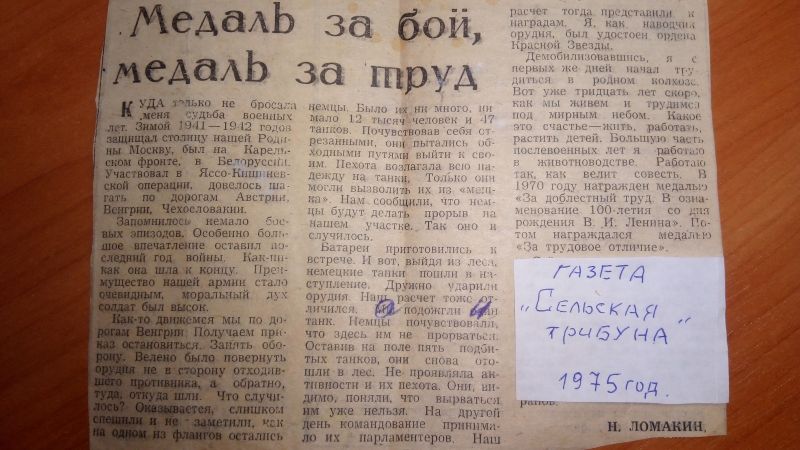 Медаль за бой,
медаль за труд
КУДА только не бросала
меня судьба военных
лет. Зимой 1941—1942 годов
защищал столицу нашей Роди
ны Москву, был на Карель
ском фронте, в Белоруссии.
Участвовал в Яссо-Кишинев-
ской операции, довелось ша-
гать по дорогам Австрии,
Венгрии, Чехословакии.
Запомнилось немало бое-
вых эпизодов. Особенно боль-
шое впечатление оставил по-
следний год войны. Как-ни-
как она шла к концу. Преи-
мущество нашей армии стало
очевидным, моральный дух
солдат был высок.
Как-то движемся мы по до-
рогам Венгрии. Получаем при-
каз остановиться. Занять обо-
рону. Велено было повернуть
орудия не в сторону отходив-
шего противника, а обратно,
туда, откуда шли. Что случи-
лось? Оказывается, слишком
спешили и не заметили, как
на одном из флангов остались
немцы. Было их ни много, ни
мало 12 тысяч человек и 47
танков. Почувствовав себя от-
резанными, они пытались об-
ходными путями выйти к сво-
им. Пехота возлагала всю на-
дежду на танки. Только они
могли вызволить их из «меш-
ка». Нам сообщили, что нем-
цы будут делать прорыв на
нашем участке. Так оно и
случилось.
Батареи приготовились к
встрече. И вот, выйдя из леса,
немецкие танки пошли в на-
ступление. Дружно ударили
орудия. Наш расчет тоже от-
личился. подожгли
танк. Немцы почувствовали,
что здесь им не прорваться.
Оставив на поле пять подби-
тых танков, они снова ото-
шли в лес. Не проявляла ак-
тивности и их пехота. Они, ви-
димо, поняли, что вырваться
им уже нельзя. На другой
день командование принима-
ло их парламентеров. Наш
расчет тогда представили к
наградам. Я, как наводчик
орудия, был удостоен ордена
Красной Звезды.
Демобилизовавшись, я с
первых же дней начал тру-
диться в родном колхозе.
Вот уже тридцать лет скоро,
как мы живем и трудимся
под мирным небом. Какое
это счастье—жить, работать,
растить детей. Большую часть
послевоенных лет я работаю
в животноводстве. Работаю
так, как велит совесть. В
1970 году награжден медалью
«За доблестный труд. В оз-
наменование 100-летия со дня
рождения В. И. Ленина». По-
том награждался медалью
«За трудовое отличие».
ГАЗЕТА
„Сельская
трибуна"
1975 год.
Н. ЛОМАКИН.